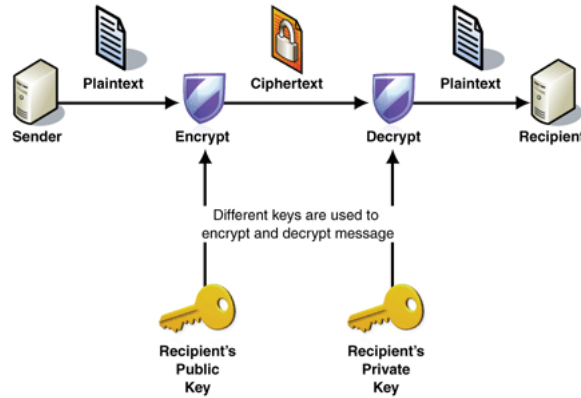 Plaintext
Ciphertext
Plaintext
Sender
Encrypt
Decrypt
Recipient
Different keys are used to
encrypt and decrypt message
Recipient's
Public
Key
Recipient's
Private
Key